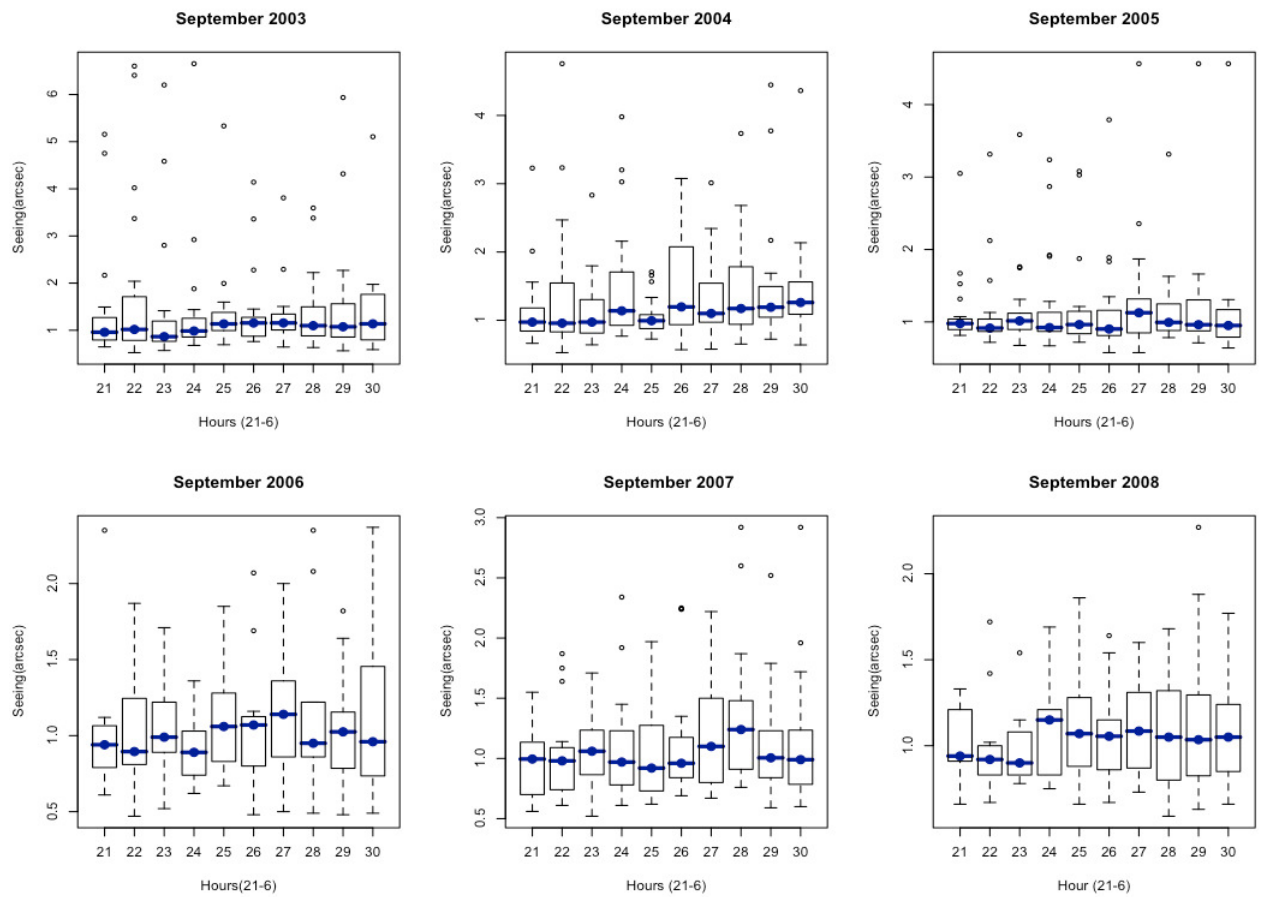 September 2003
September 2004
September 2005
Seeing(arcsec)
1 2 3 4 5 6
21 22 23 24 25 26 27 28 29 30
Hours (21-6)
Seeing(arcsec)
1 2 3 4
21 22 23 24 25 26 27 28 29 30
Hours (21-6)
Seeing(arcsec)
1 2 3 4
21 22 23 24 25 26 27 28 29 30
Hours (21-6)
September 2006
September 2007
September 2008
Seeing(arcsec)
0.5 1.0 1.5 2.0
21 22 23 24 25 26 27 28 29 30
Hours(21-6)
Seeing(arcsec)
0.5 1.0 1.5 2.0 2.5 3.0
21 22 23 24 25 26 27 28 29 30
Hours (21-6)
Seeing(arcsec)
1.0 1.5 2.0
21 22 23 24 25 26 27 28 29 30
Hour (21-6)